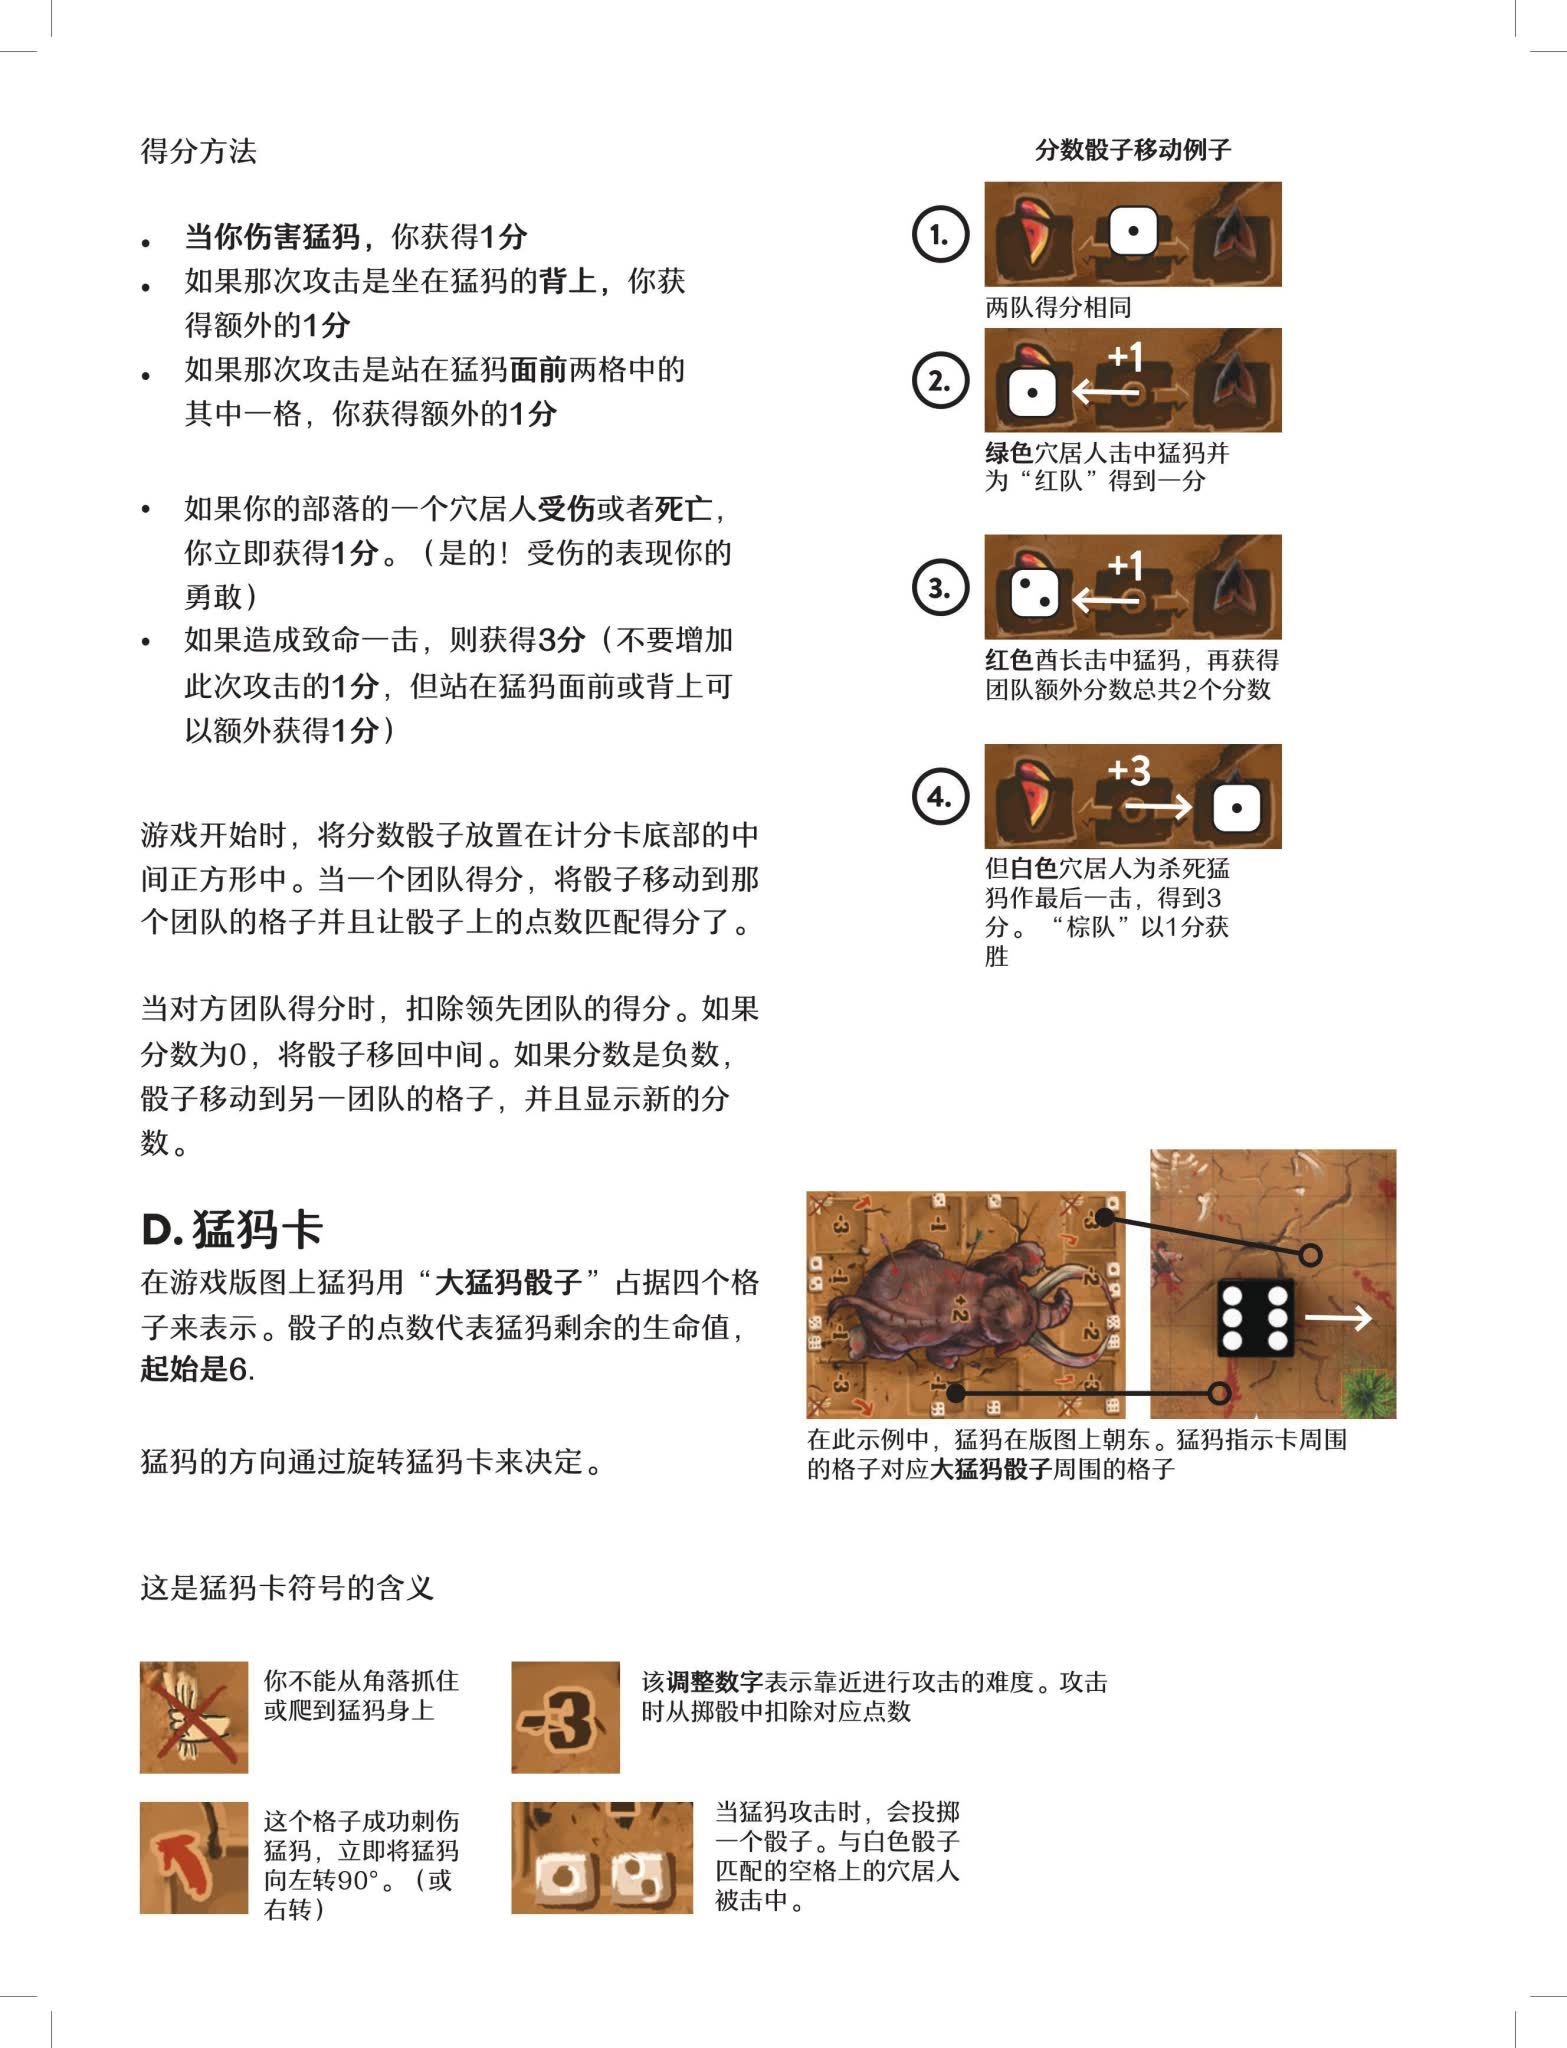 得分方法
• 当你伤害猛犸，你获得1分
• 如果那次攻击是坐在猛犸的背上，你获
得额外的1分
• 如果那次攻击是站在猛犸面前两格中的
其中一格，你获得额外的1分
• 如果你的部落的一个穴居人受伤或者死亡，
你立即获得1分。（是的！受伤的表现你的
勇敢）
• 如果造成致命一击，则获得3分（不要增加
此次攻击的1分，但站在猛犸面前或背上可
以额外获得1分）
游戏开始时，将分数骰子放置在计分卡底部的中
间正方形中。当一个团队得分，将骰子移动到那
个团队的格子并且让骰子上的点数匹配得分了。
当对方团队得分时，扣除领先团队的得分。如果
分数为0，将骰子移回中间。如果分数是负数，
骰子移动到另一团队的格子，并且显示新的分
数。
分数骰子移动例子
1.
两队得分相同
2.
+1
绿色穴居人击中猛犸并
为“红队”得到一分
3.
+1
红色酋长击中猛犸，再获得
团队额外分数总共2个分数
4.
+3
但白色穴居人为杀死猛
犸作最后一击，得到3
分。“棕队”以1分获
胜
D. 猛犸卡
在游戏版图上猛犸用“大猛犸骰子”占据四个格
子来表示。骰子的点数代表猛犸剩余的生命值，
起始是6.
猛犸的方向通过旋转猛犸卡来决定。
-3
-1
-3
-1
+2
-2
-1
-2
-3
-1
-3
在此示例中，猛犸在版图上朝东。猛犸指示卡周围
的格子对应大猛犸骰子周围的格子
这是猛犸卡符号的含义
你不能从角落抓住
或爬到猛犸身上
-3
该调整数字表示靠近进行攻击的难度。攻击
时从掷骰中扣除对应点数
这个格子成功刺伤
猛犸，立即将猛犸
向左转90°。（或
右转）
当猛犸攻击时，会投掷
一个骰子。与白色骰子
匹配的空格上的穴居人
被击中。